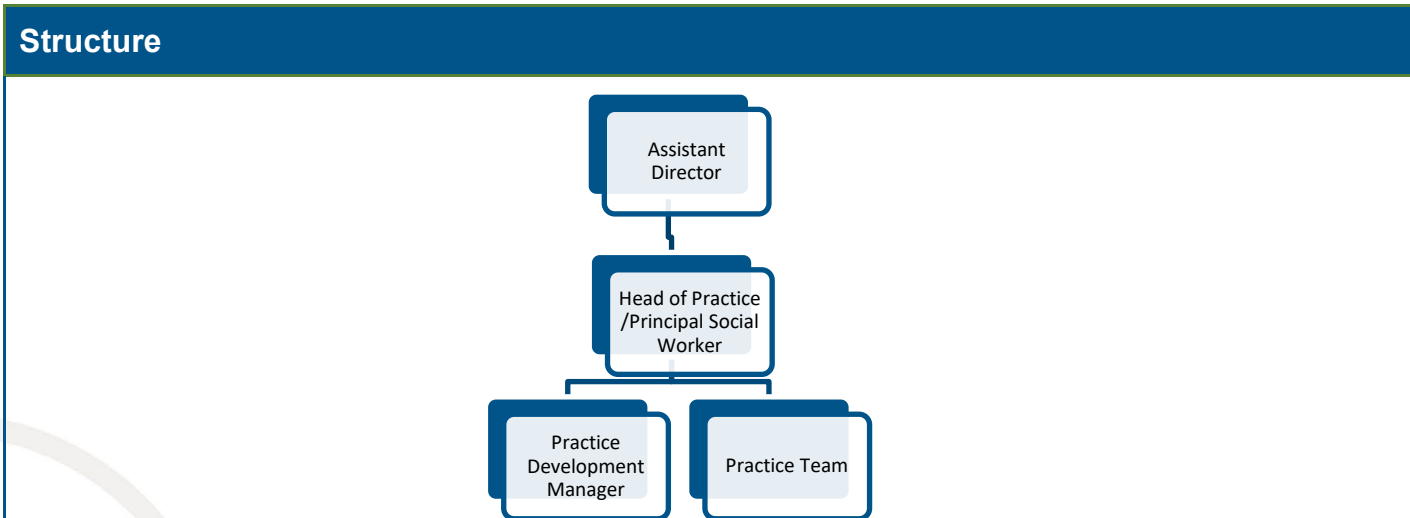 Structure
Assistant
Director
Head of Practice
/Principal Social
Worker
Practice
Development
Manager
Practice Team